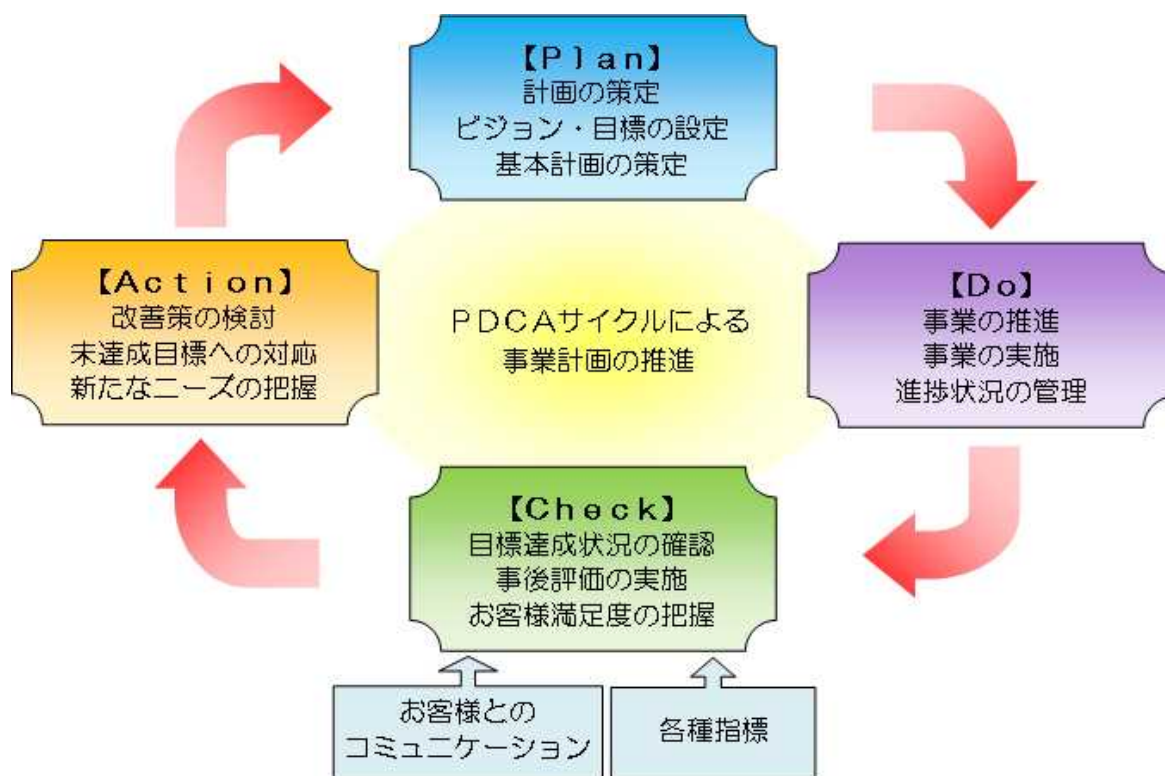 【Ｐｌａｎ】
計画の策定
ビジョン・目標の設定
基本計画の策定
【Ａｃｔｉｏｎ】
改善策の検討
未達成目標への対応
新たなニーズの把握
ＰＤＣＡサイクルによる
事業計画の推進
【Ｄｏ】
事業の推進
事業の実施
進捗状況の管理
【Ｃｈｅｃｋ】
目標達成状況の確認
事後評価の実施
お客様満足度の把握
お客様との
コミュニケーション
各種指標